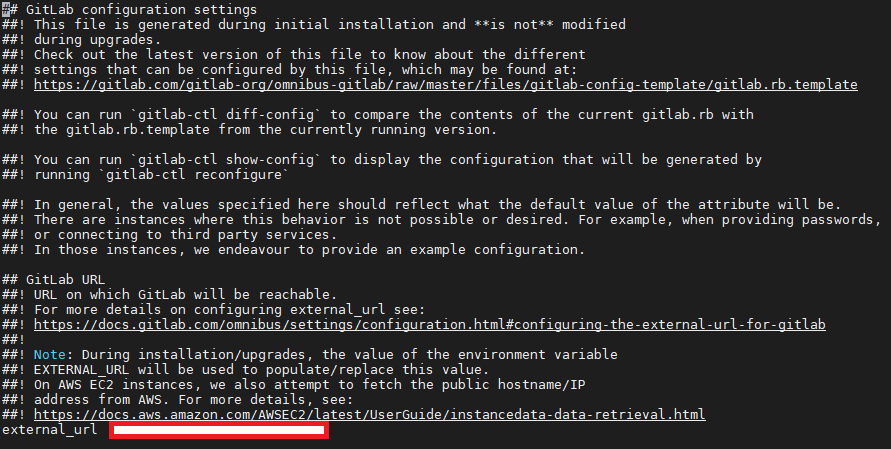 ## GitLab configuration settings
##! This file is generated during initial installation and **is not** modified
##! during upgrades.
##! Check out the latest version of this file to know about the different
##! settings that can be configured by this file, which may be found at:
##! https://gitlab.com/gitlab-org/omnibus-gitlab/raw/master/files/gitlab-config-template/gitlab.rb.template
##! You can run `gitlab-ctl diff-config` to compare the contents of the current gitlab.rb with
##! the gitlab.rb.template from the currently running version.
##! You can run `gitlab-ctl show-config` to display the configuration that will be generated by
##! running `gitlab-ctl reconfigure`
##! In general, the values specified here should reflect what the default value of the attribute will be.
##! There are instances where this behavior is not possible or desired. For example, when providing passwords,
##! or connecting to third party services.
##! In those instances, we endeavour to provide an example configuration.
## GitLab URL
##! URL on which GitLab will be reachable.
##! For more details on configuring external_url see:
##! https://docs.gitlab.com/omnibus/settings/configuration.html#configuring-the-external-url-for-gitlab
##!
##! Note: During installation/upgrades, the value of the environment variable
##! EXTERNAL_URL will be used to populate/replace this value.
##! On AWS EC2 instances, we also attempt to fetch the public hostname/IP
##! address from AWS. For more details, see:
##! https://docs.aws.amazon.com/AWSEC2/latest/UserGuide/instancedata-data-retrieval.html
external_url